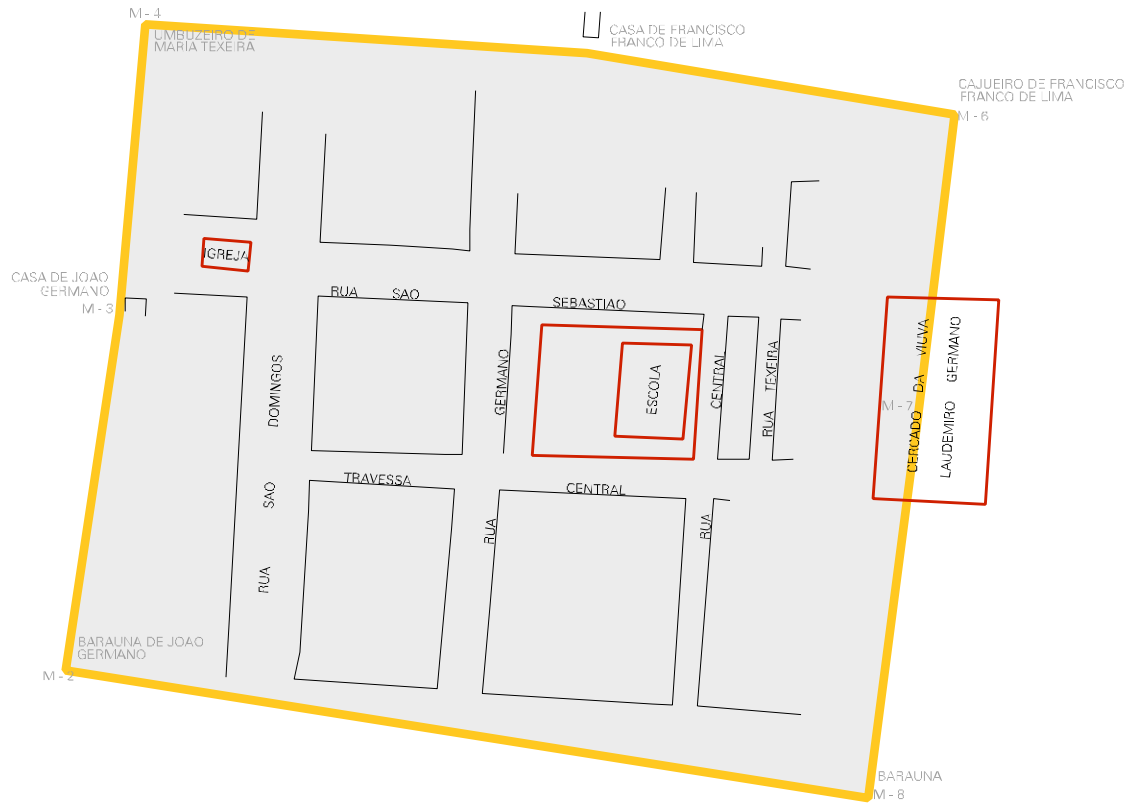 M - 4
UMBUZEIRO DE
MARIA TEXEIRA
CASA DE FRANCISCO
FRANCO DE LIMA
CAJUEIRO DE FRANCISCO
FRANCO DE LIMA
M - 6
IGREJA
CASA DE JOAO
GERMANO
M - 3
RUA SAO SEBASTIAO
RUA SAO DOMINGOS
RUA GERMANO
ESCOLA
RUA CENTRAL
RUA TEXEIRA
CERCADO DA VIUVA
LAUDEMIRO GERMANO
M - 7
TRAVESSA CENTRAL
BARAUNA DE JOAO
GERMANO
M - 2
BARAUNA
M - 8